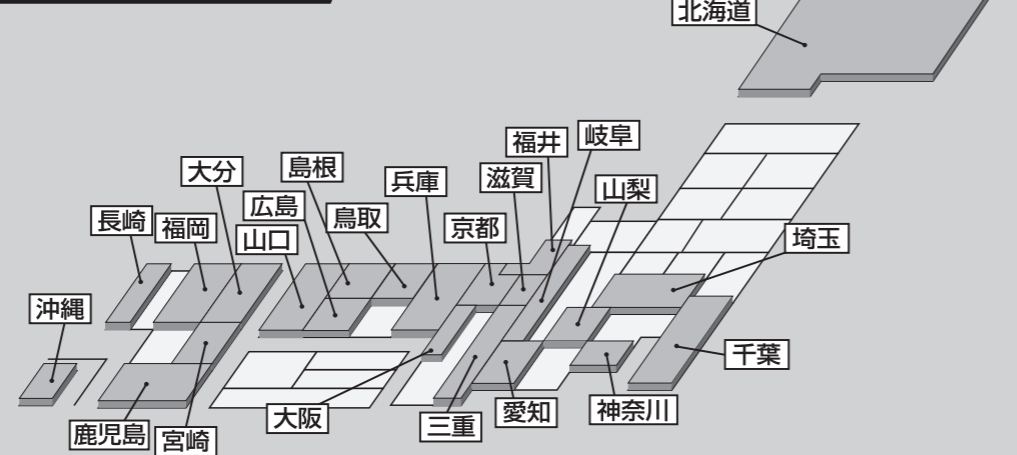 北海道
福井
岐阜
島根
大分
兵庫
滋賀
山梨
広島
長崎
福岡
鳥取
京都
山口
埼玉
沖縄
千葉
大阪
愛知
神奈川
三重
鹿児島
宮崎